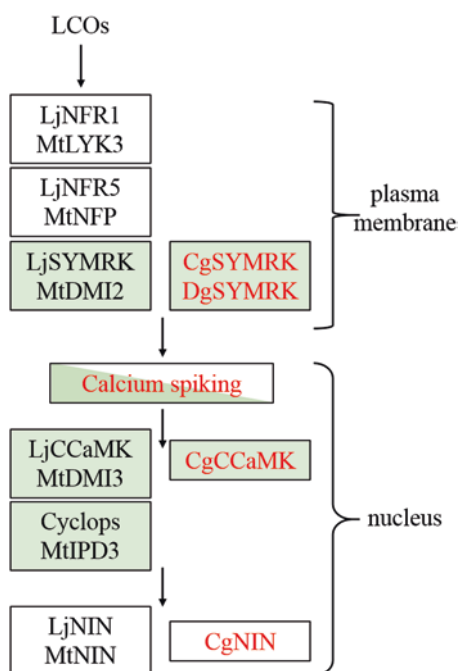 LCOs
LjNFR1
MtLYK3
LjNFR5
MtNFP
plasma
membrane
LjSYMRK
MtDMI2
CgSYMRK
DgSYMRK
Calcium spiking
LjCCaMK
MtDMI3
CgCCaMK
Cyclops
MtIPD3
nucleus
LjNIN
MtNIN
CgNIN